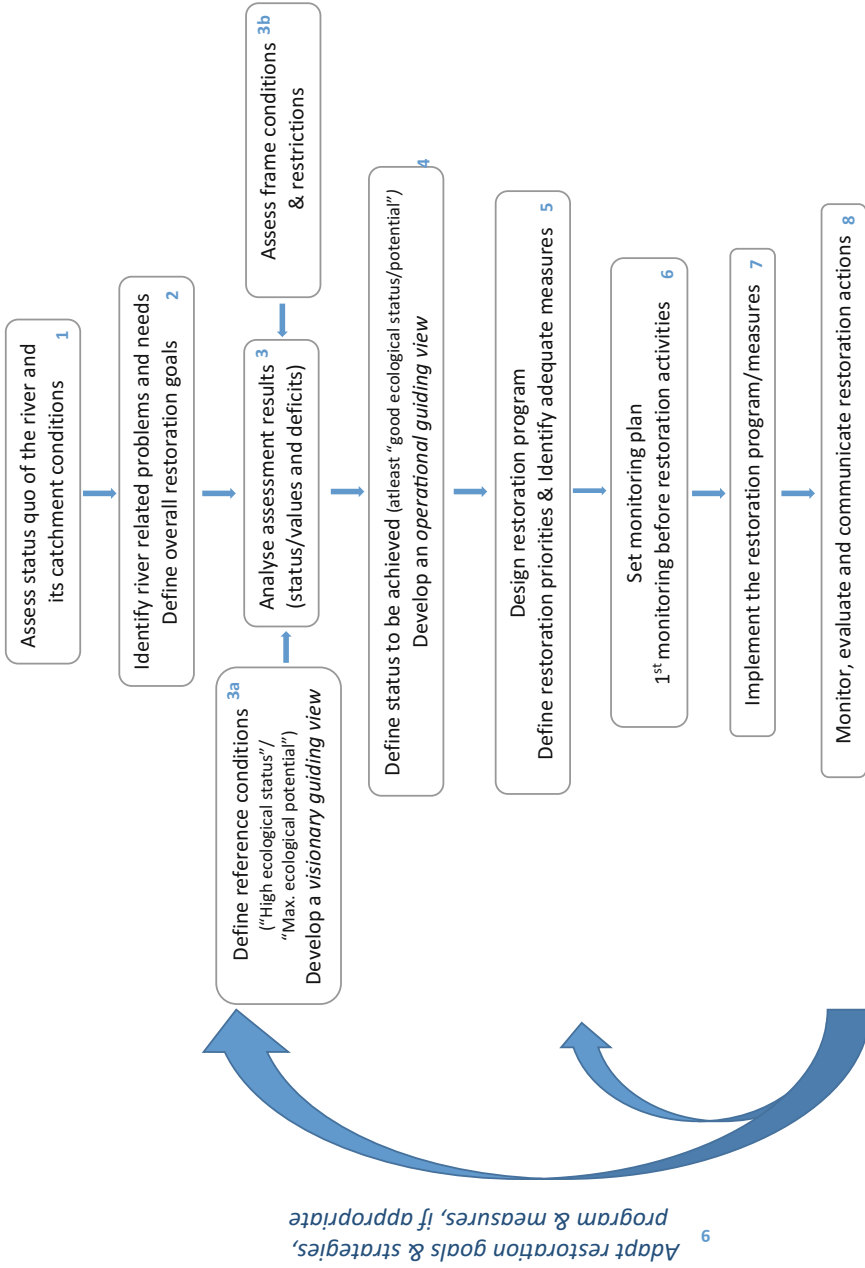 Assess status quo of the river and
its catchment conditions 1
Identify river related problems and needs
Define overall restoration goals 2
Define reference conditions 3a
(“High ecological status”/
“Max. ecological potential”)
Develop a visionary guiding view
Analyse assessment results 3
(status/values and deficits)
Assess frame conditions 3b
& restrictions
Define status to be achieved (atleast “good ecological status/potential”) 4
Develop an operational guiding view
Design restoration program
Define restoration priorities & Identify adequate measures 5
Set monitoring plan
1st monitoring before restoration activities 6
Implement the restoration program/measures 7
Monitor, evaluate and communicate restoration actions 8
Adapt restoration goals & strategies,
program & measures, if appropriate
9